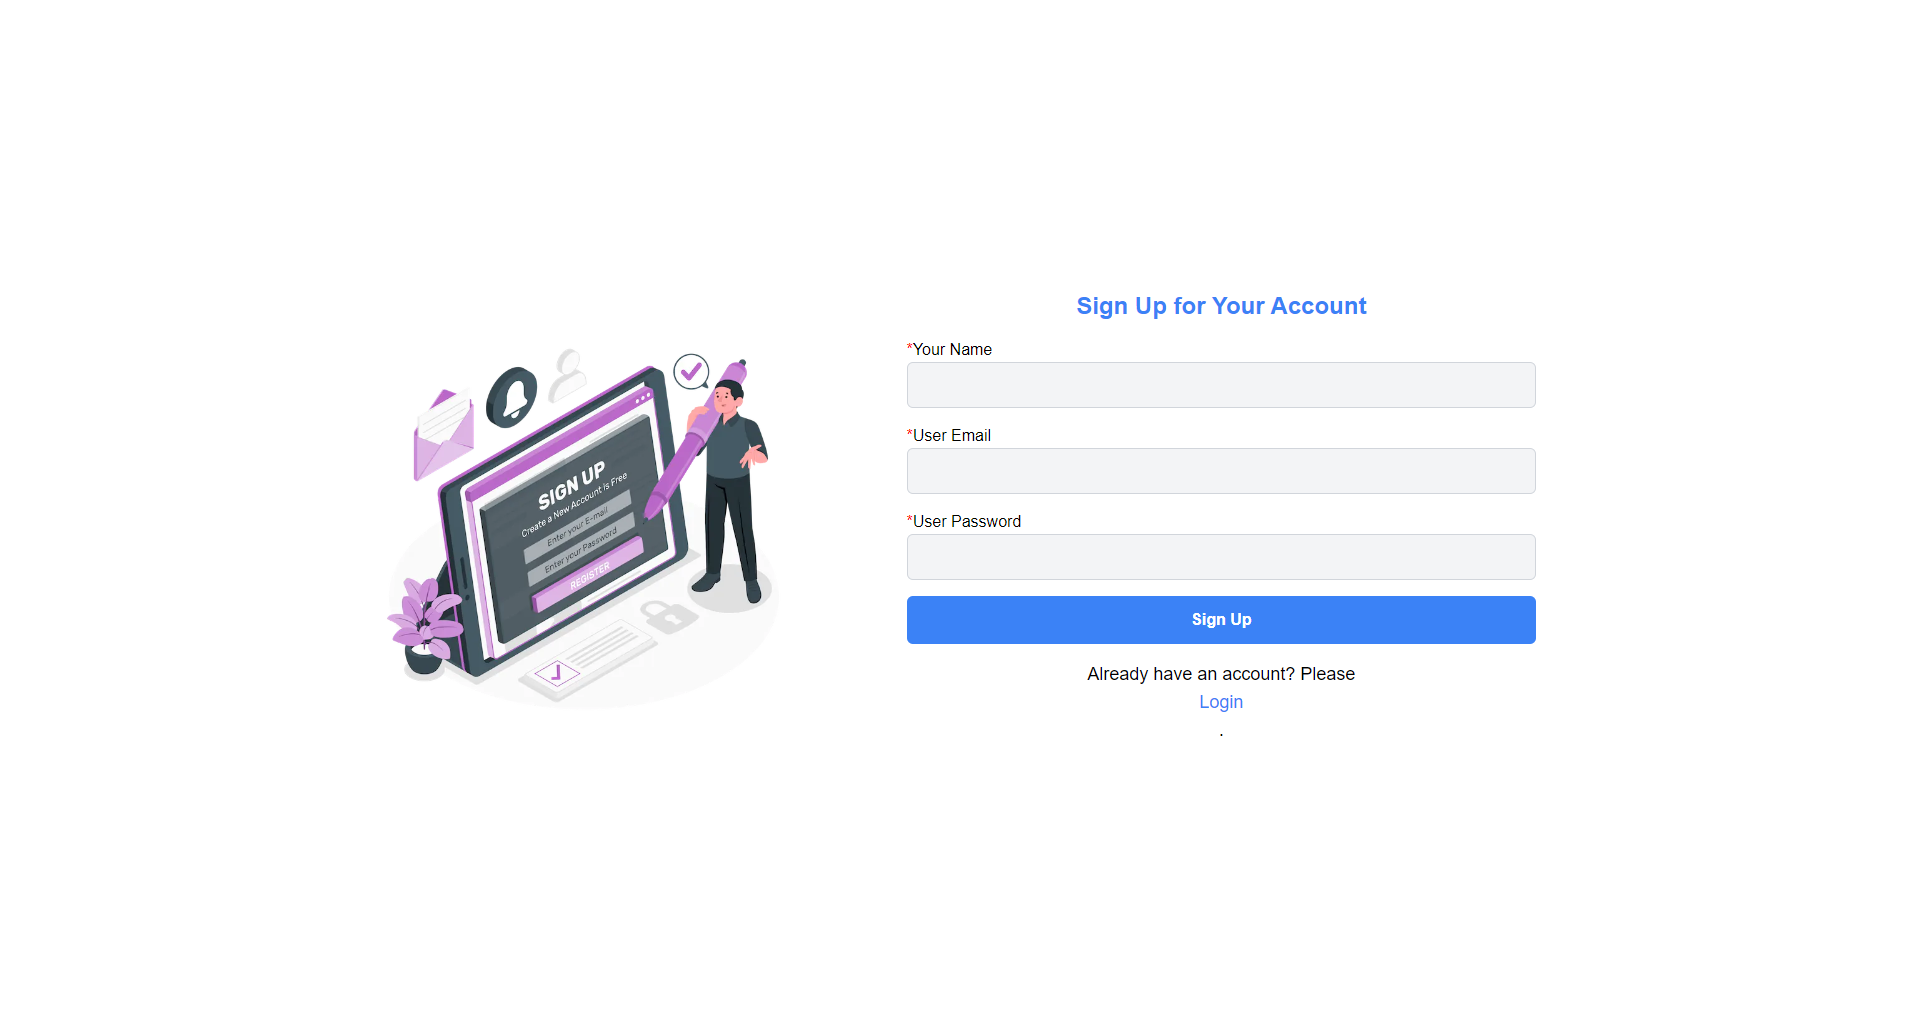 Sign Up for Your Account
*Your Name
*User Email
*User Password
Sign Up
Already have an account? Please
Login
.
SIGN UP
Create a New Account is Free
Enter your E-mail
Enter your Password
REGISTER